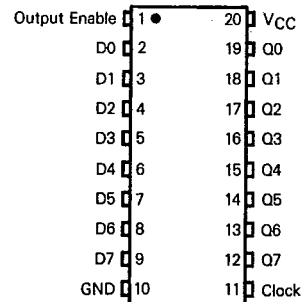 Output Enable 1 20 VCC
D0 2 19 Q0
D1 3 18 Q1
D2 4 17 Q2
D3 5 16 Q3
D4 6 15 Q4
D5 7 14 Q5
D6 8 13 Q6
D7 9 12 Q7
GND 10 11 Clock